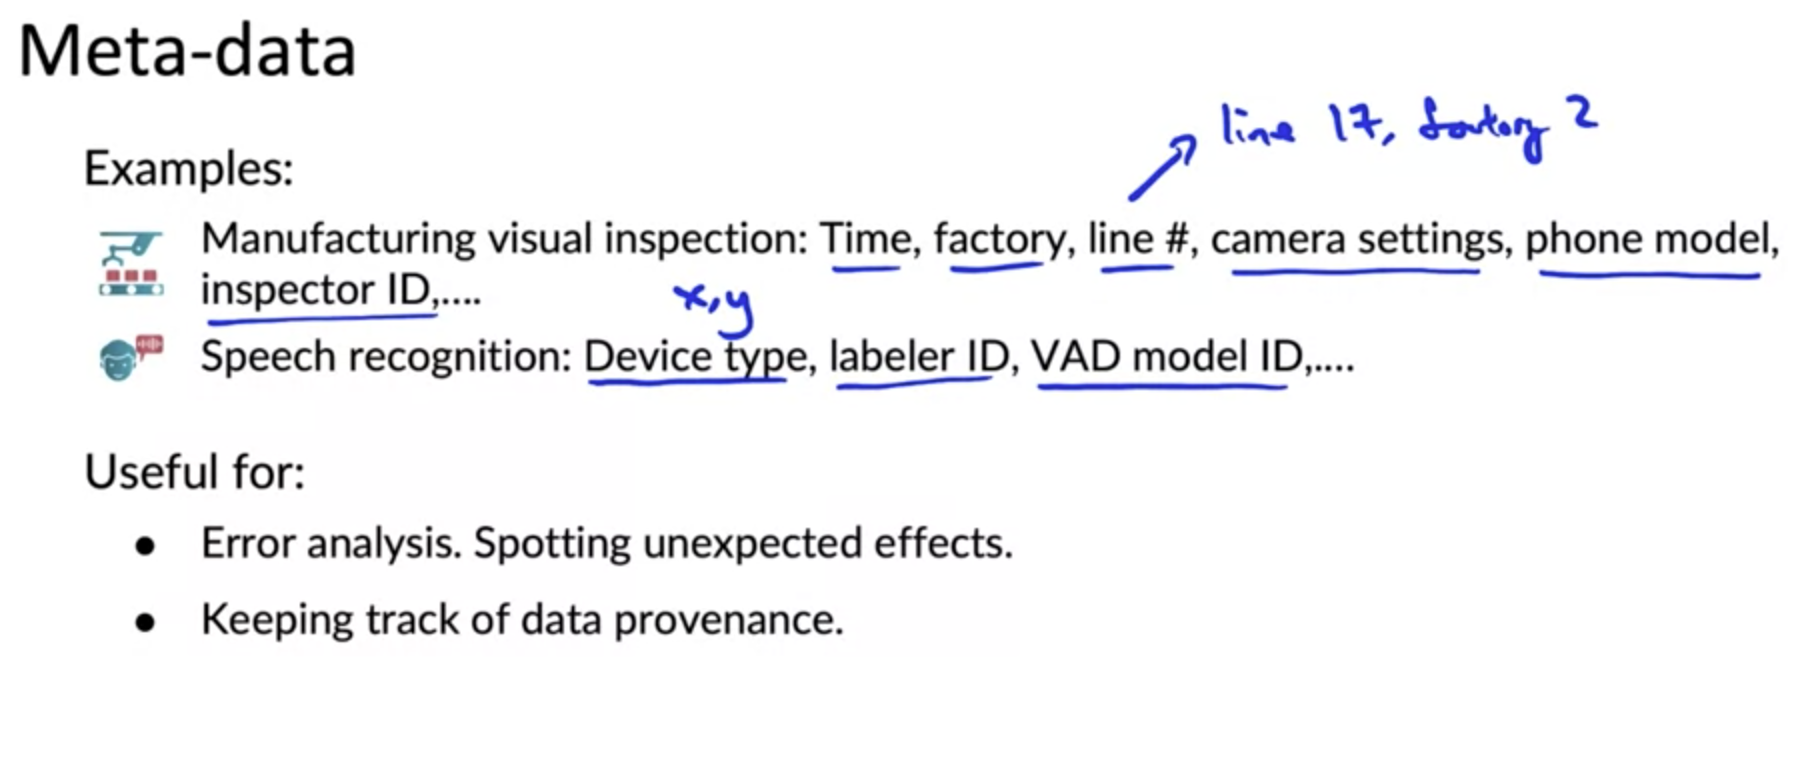 Meta-data
line 17, factory 2
Examples:
Manufacturing visual inspection: Time, factory, line #, camera settings, phone model,
inspector ID,....
x,y
Speech recognition: Device type, labeler ID, VAD model ID,....
Useful for:
● Error analysis. Spotting unexpected effects.
● Keeping track of data provenance.